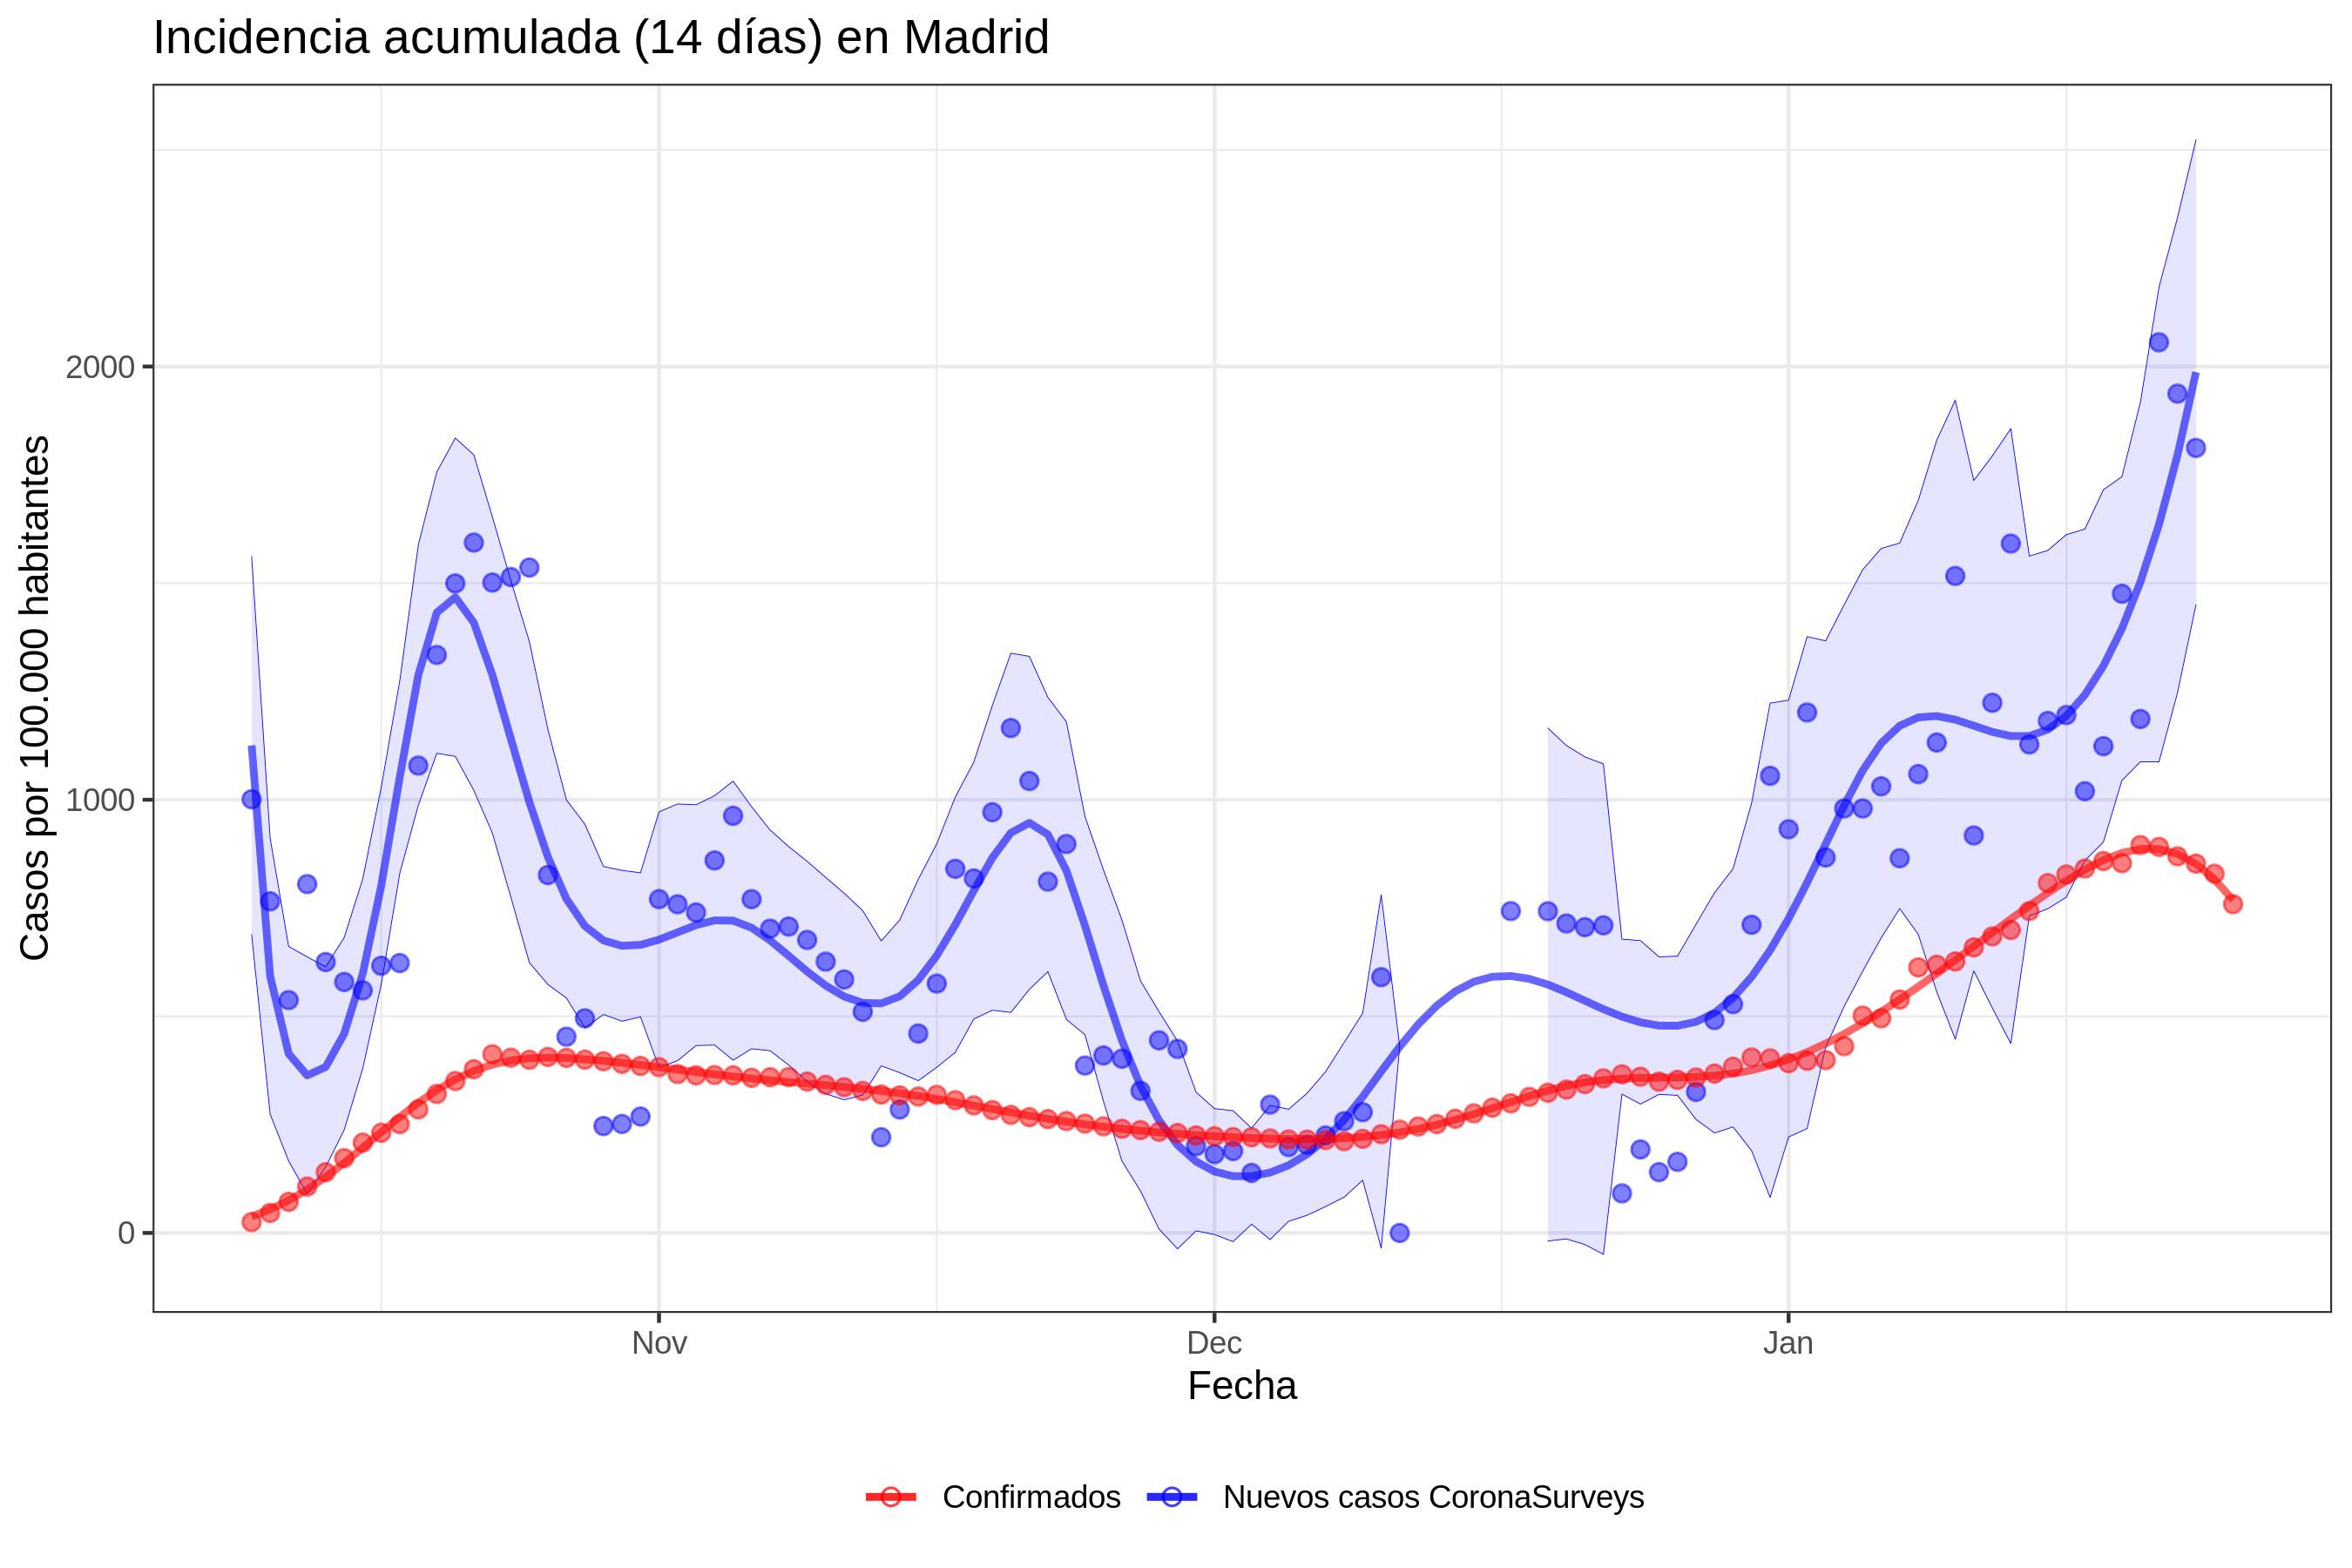 Incidencia acumulada (14 días) en Madrid
Casos por 100.000 habitantes
2000
1000
0
Nov Dec Jan
Fecha
Confirmados Nuevos casos CoronaSurveys